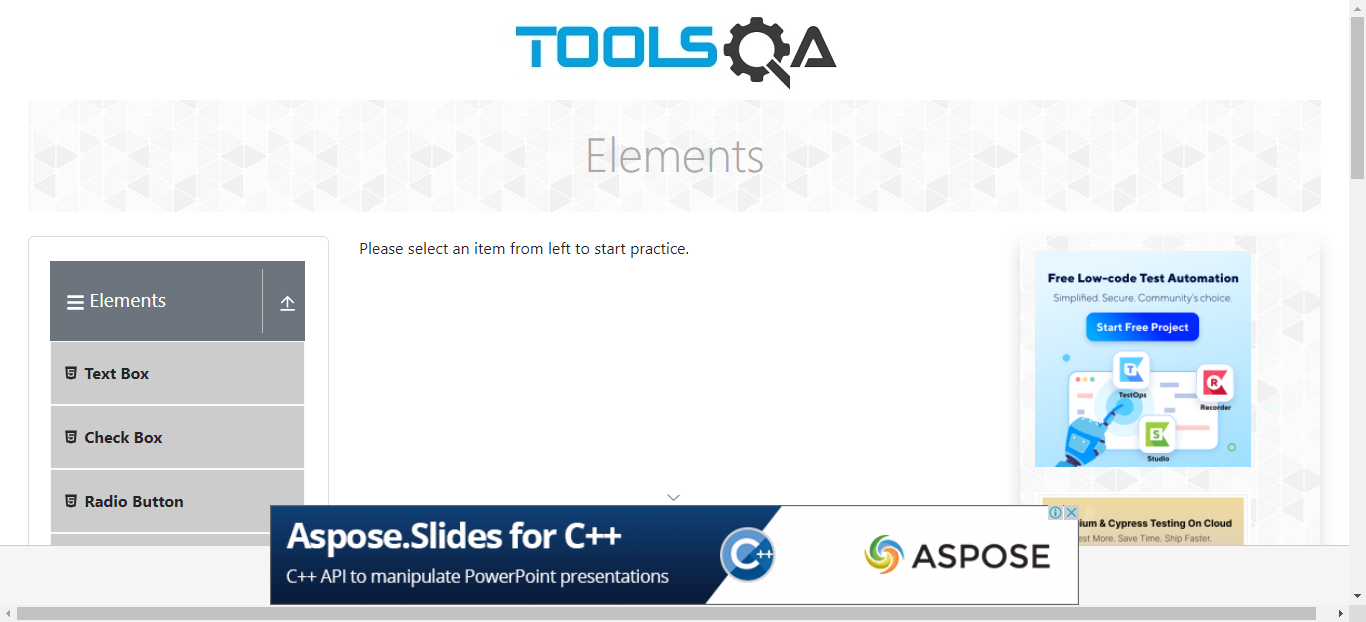 TOOLSQA
Elements
Elements
Text Box
Check Box
Radio Button
Please select an item from left to start practice.
Free Low-code Test Automation
Simplified. Secure. Community's choice.
Start Free Project
TestOps
Recorder
Studio
ium & Cypress Testing On Cloud
est More. Save Time. Ship Faster.
Aspose.Slides for C++
C++ API to manipulate PowerPoint presentations
C++
ASPOSE